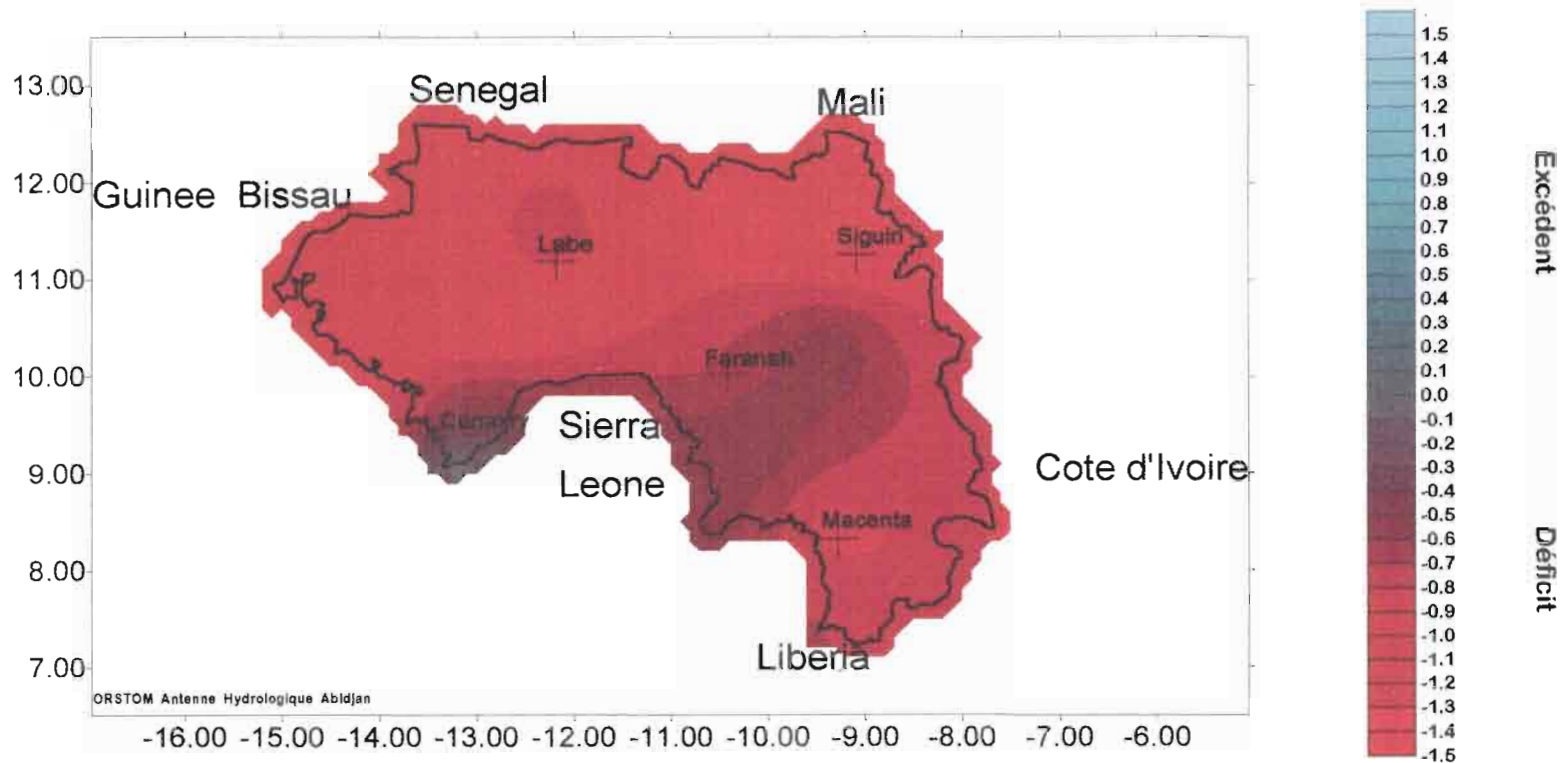 13.00
12.00
11.00
10.00
9.00
8.00
7.00
Senegal
Mali
Guinee Bissau
Labe
Siguiri
Faranah
Conakry
Sierra
Leone
Cote d'Ivoire
Macenta
Liberia
ORSTOM Antenne Hydrologique Abidjan
-16.00 -15.00 -14.00 -13.00 -12.00 -11.00 -10.00 -9.00 -8.00 -7.00 -6.00
1.5
1.4
1.3
1.2
1.1
1.0
0.9
0.8
0.7
0.6
0.5
0.4
0.3
0.2
0.1
0.0
-0.1
-0.2
-0.3
-0.4
-0.5
-0.6
-0.7
-0.8
-0.9
-1.0
-1.1
-1.2
-1.3
-1.4
-1.5
Excédent
Déficit